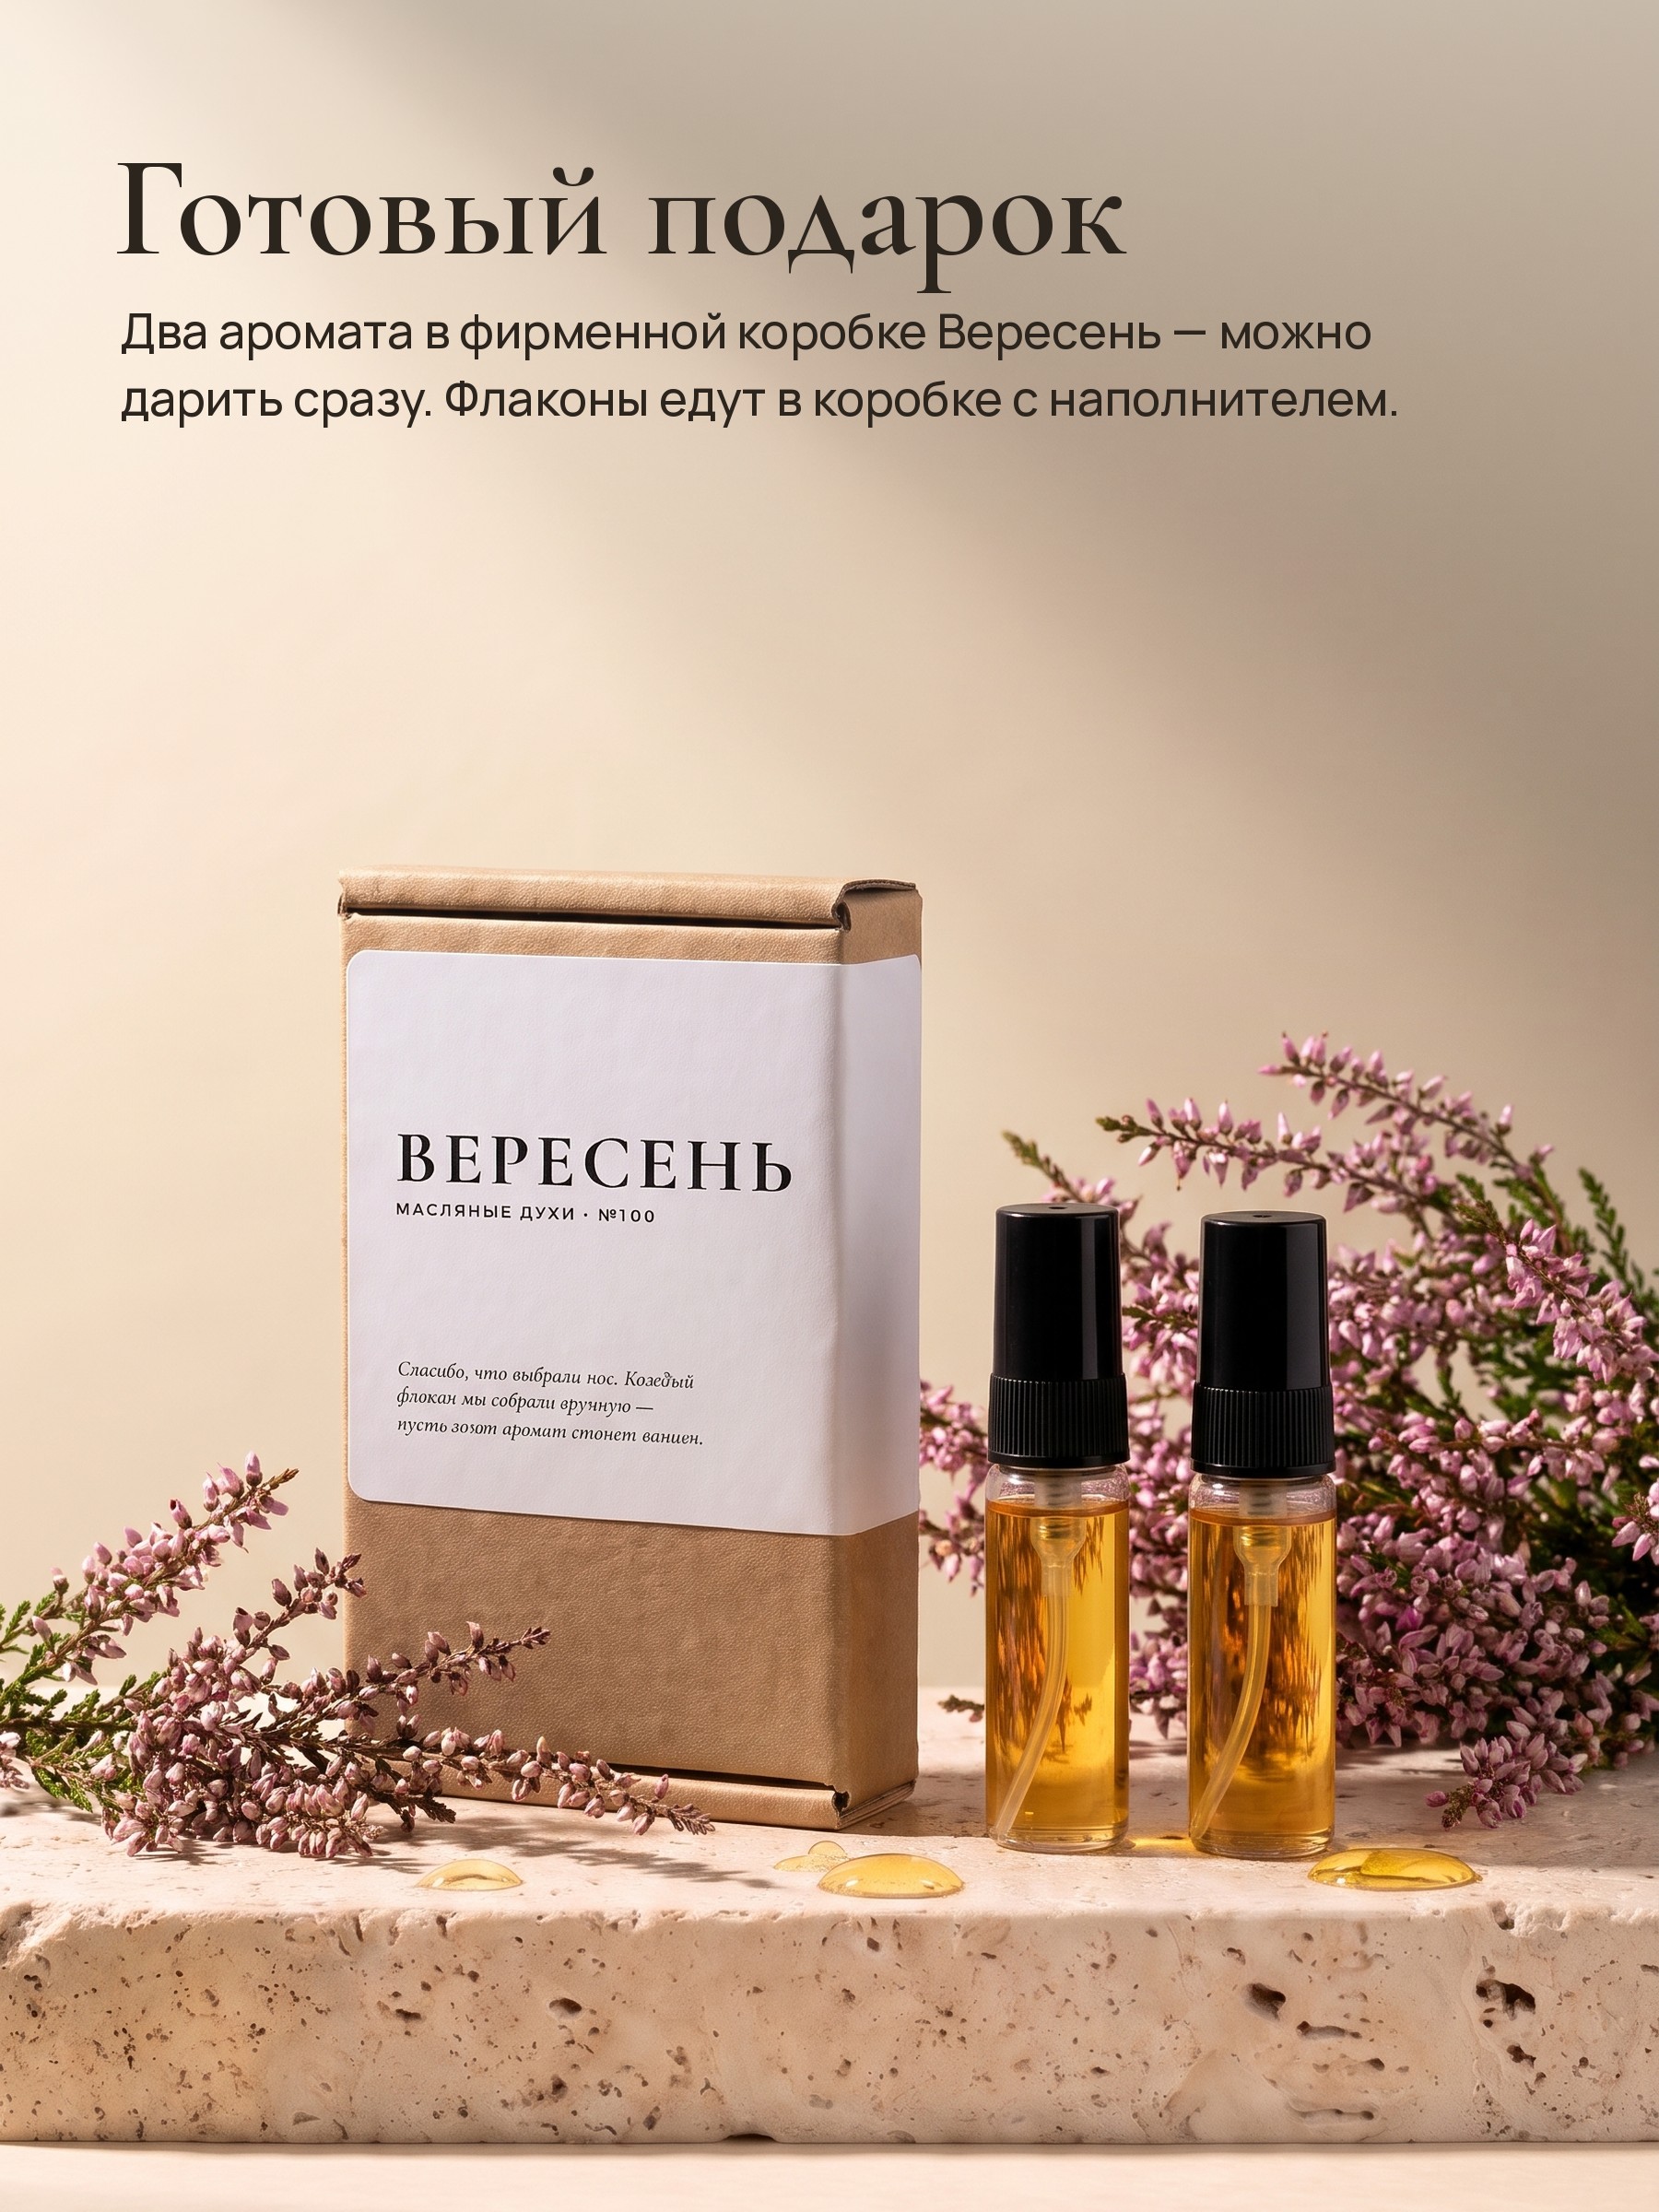 Готовый подарок
Два аромата в фирменной коробке Вересень — можно
дарить сразу. Флаконы едут в коробке с наполнителем.
ВЕРЕСЕНЬ
МАСЛЯНЫЕ ДУХИ · №100
Спасибо, что выбрали нос. Козедый
флокан мы собрали вручную —
пусть зозот аромат стонет ваниен.